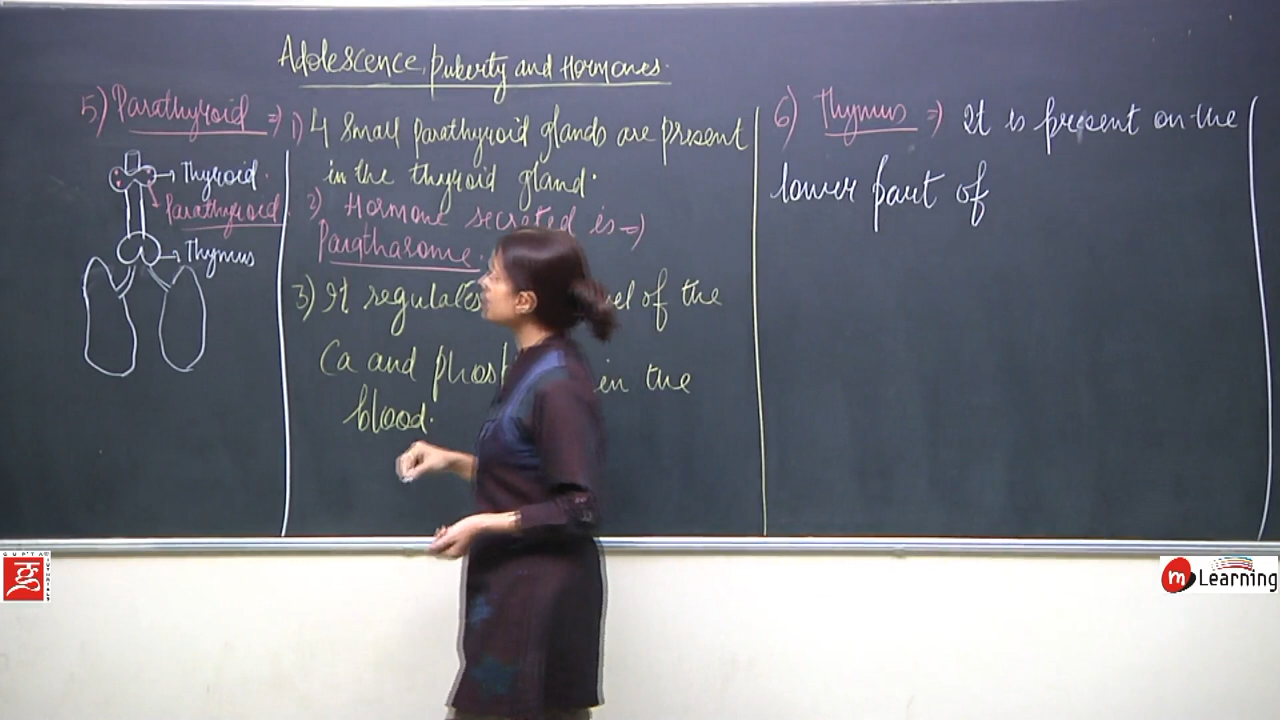 Adolescence, puberty and Hormones.
5) Parathyroid =>
Thyroid.
Parathyroid.
Thymus
1) 4 Small parathyroid glands are present
in the thyroid gland.
2) Hormone secreted is =>
Paratharome.
3) It regulates of the
Ca and in the
blood.
6) Thymus => It is present on the
lower part of
GUPTA
m Learning